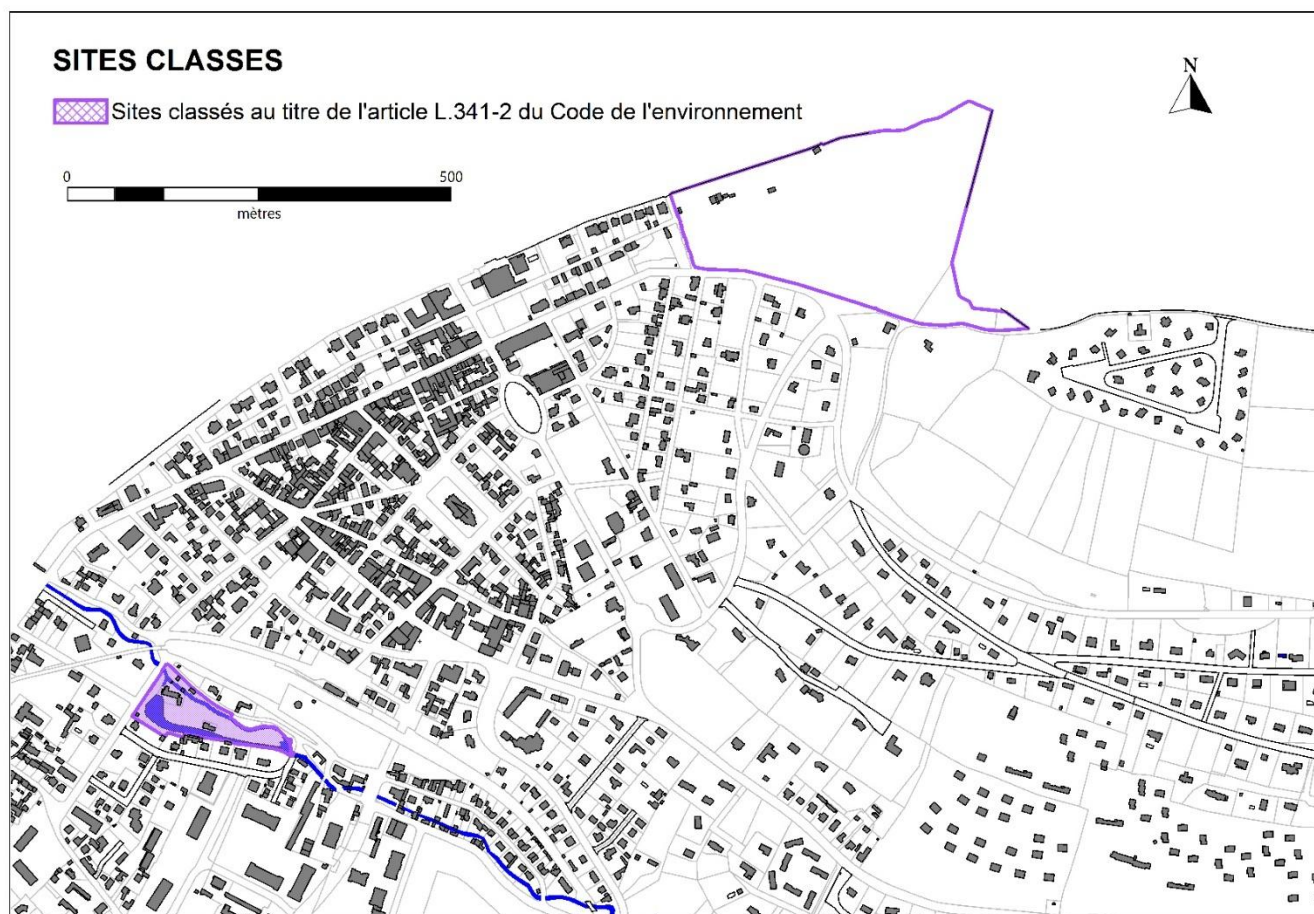 SITES CLASSES
N
Sites classés au titre de l'article L.341-2 du Code de l'environnement
0 500
mètres